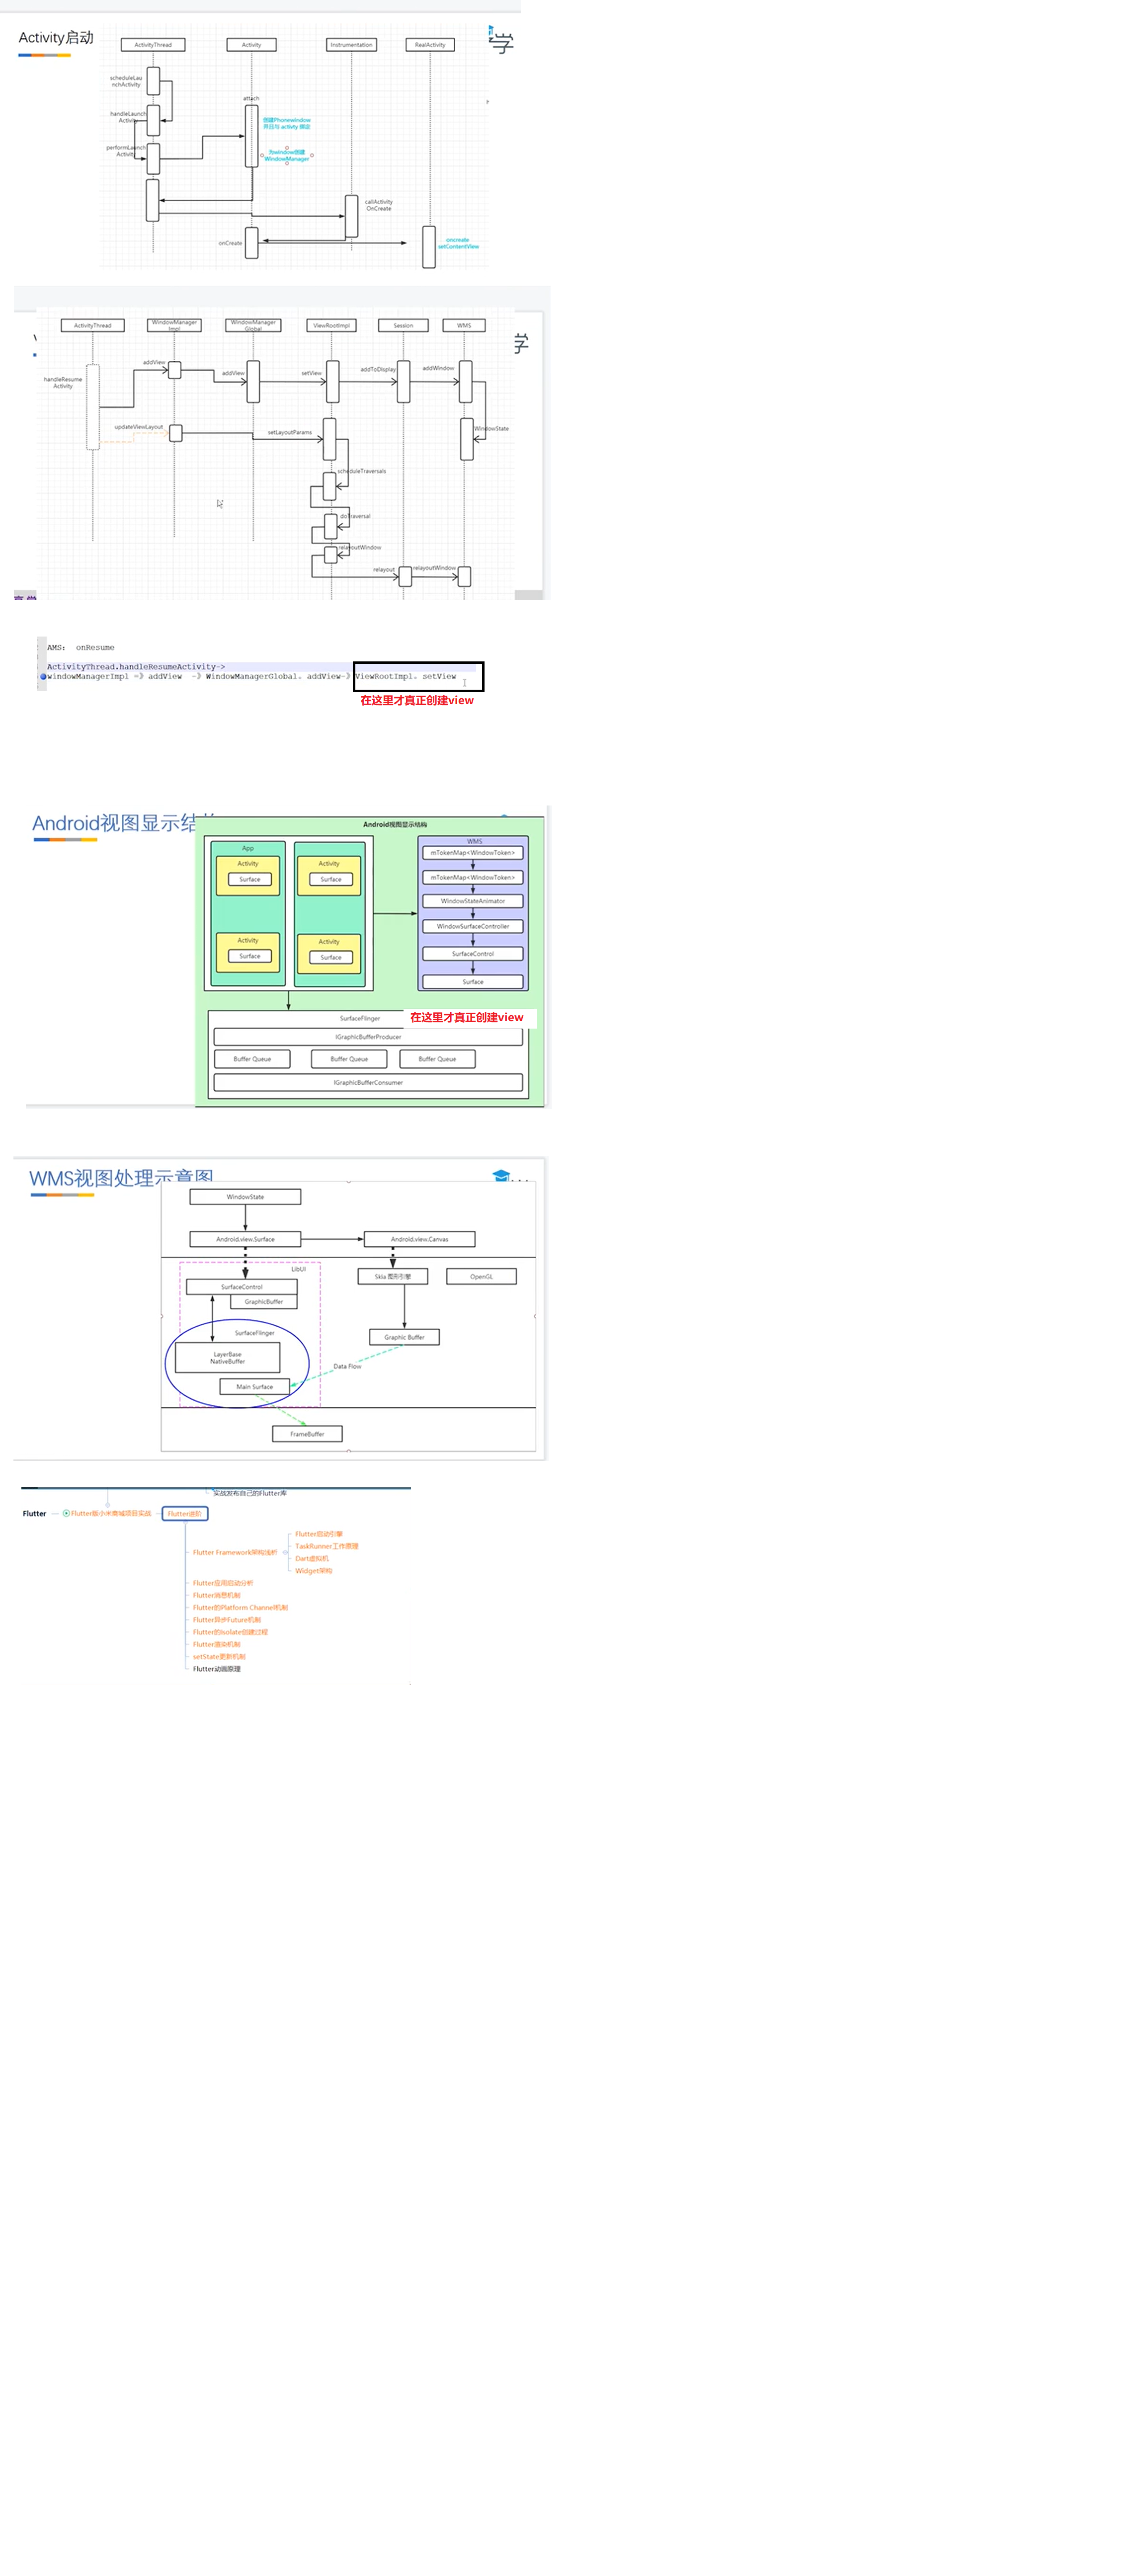 Activity启动
学
ActivityThread
Activity
Instrumentation
RealActivity
scheduleLau
nchActivity
attach
handleLaunch
Activity
创建Phonewindow
并且与 activty 绑定
performLaunch
Activity
为window创建
WindowManager
callActivity
OnCreate
onCreate
oncreate
setContentView
学
ActivityThread
WindowManager
Impl
WindowManager
Global
ViewRootImpl
Session
WMS
handleResume
Activity
addView
addView
setView
addToDisplay
addWindow
updateViewLayout
setLayoutParams
WindowState
scheduleTraversals
doTraversal
relayoutWindow
relayout
relayoutWindow
AMS: onResume
ActivityThread.handleResumeActivity->
windowManagerImpl =》 addView -》 WindowManagerGlobal。addView-》 ViewRootImpl。setView
在这里才真正创建view
Android视图显示结构
Android视图显示结构
App
Activity
Surface
Activity
Surface
Activity
Surface
Activity
Surface
WMS
mTokenMap<WindowToken>
mTokenMap<WindowToken>
WindowStateAnimator
WindowSurfaceController
SurfaceControl
Surface
SurfaceFlinger
在这里才真正创建view
IGraphicBufferProducer
Buffer Queue
Buffer Queue
Buffer Queue
IGraphicBufferConsumer
WMS视图处理示意图
WindowState
Android.view.Surface
Android.view.Canvas
LibUI
SurfaceControl
GraphicBuffer
Skia 图形引擎
OpenGL
SurfaceFlinger
LayerBase
NativeBuffer
Graphic Buffer
Data Flow
Main Surface
FrameBuffer
实战发布自己的Flutter库
Flutter
Flutter版小米商城项目实战
Flutter进阶
Flutter Framework架构浅析
Flutter启动引擎
TaskRunner工作原理
Dart虚拟机
Widget架构
Flutter应用启动分析
Flutter消息机制
Flutter的Platform Channel机制
Flutter异步Future机制
Flutter的Isolate创建过程
Flutter渲染机制
setState更新机制
Flutter动画原理